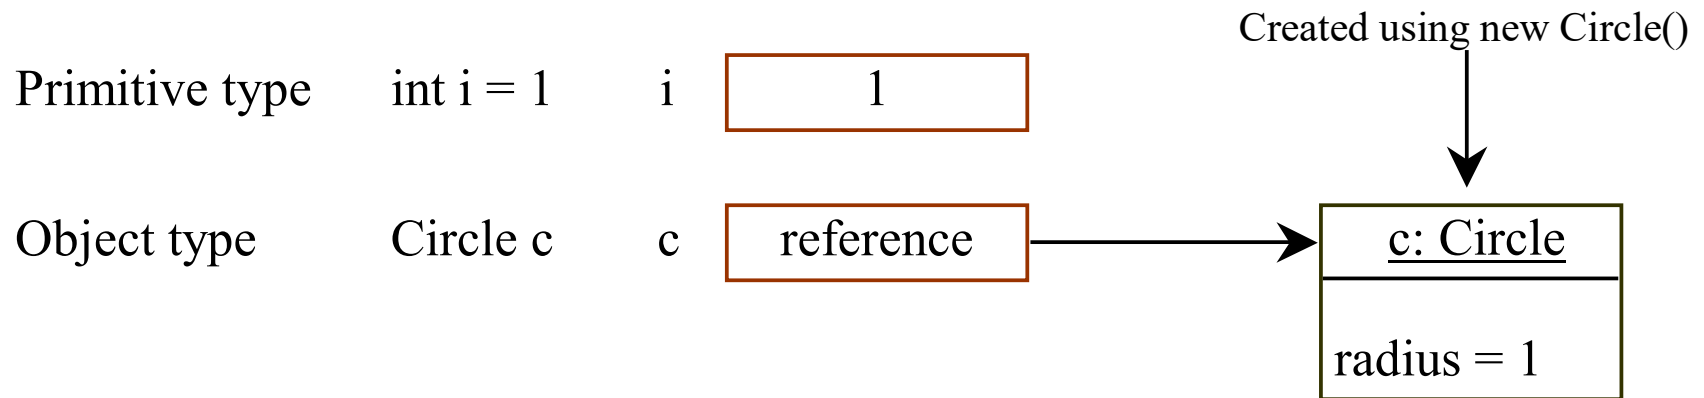 Created using new Circle()
Primitive type int i = 1 i 1
Object type Circle c c reference c: Circle
radius = 1